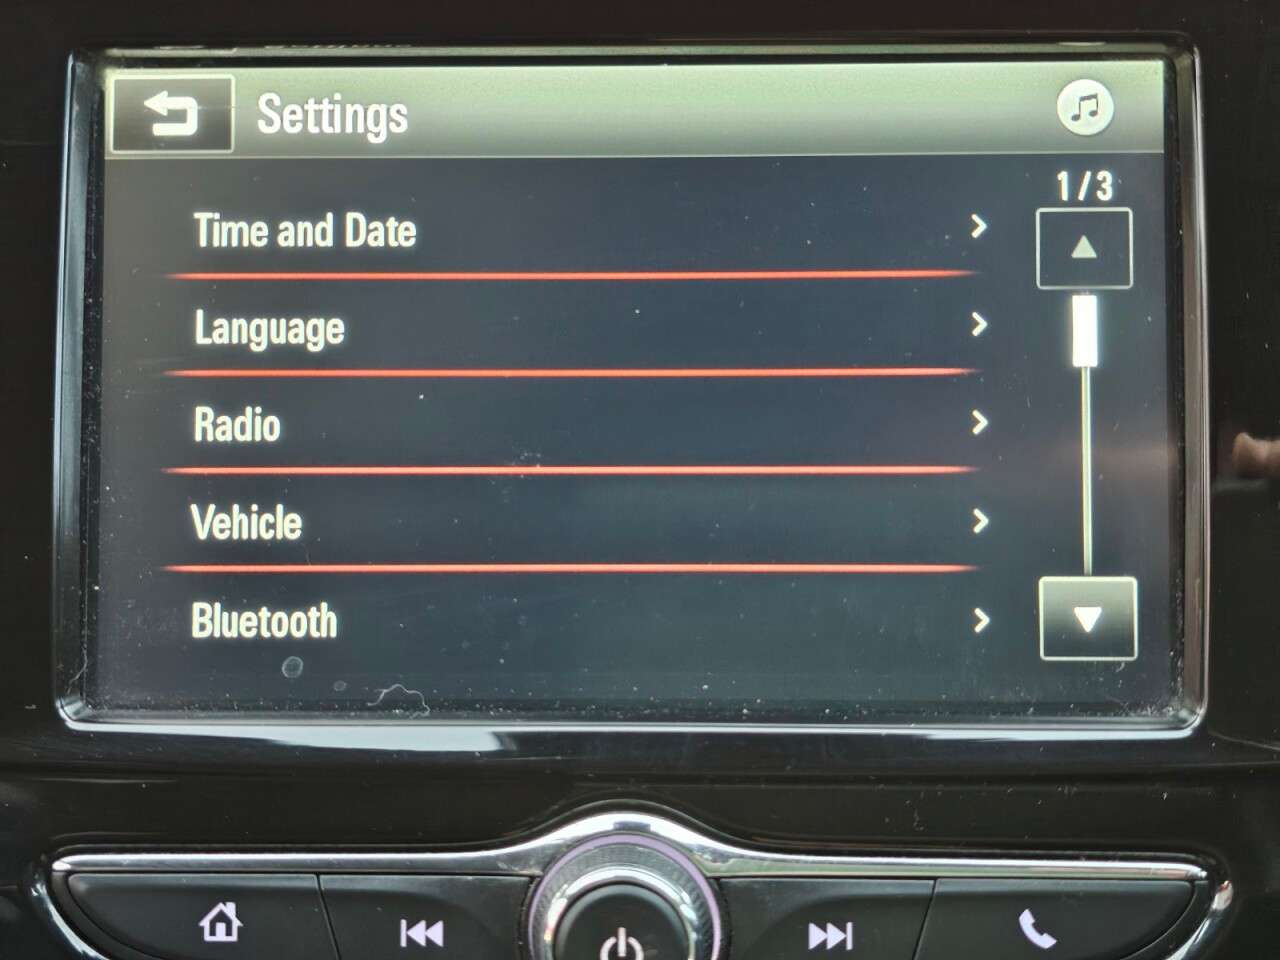 Settings
1/3
Time and Date
Language
Radio
Vehicle
Bluetooth